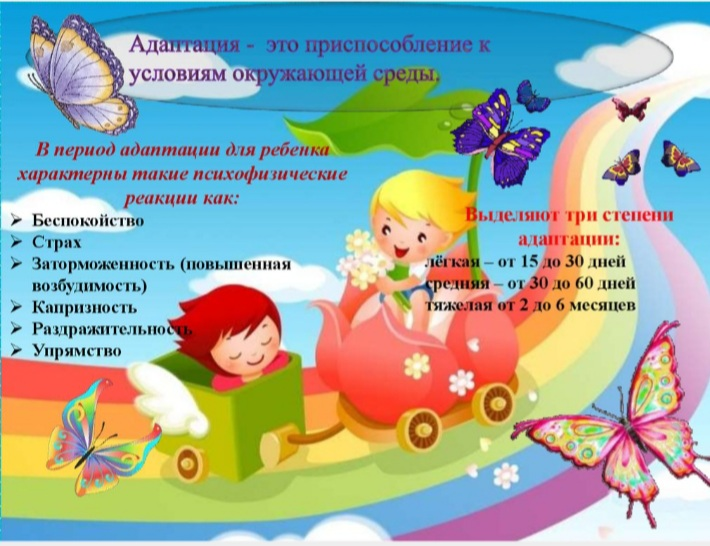 Адаптация - это приспособление к
условиям окружающей среды.
В период адаптации для ребенка
характерны такие психофизические
реакции как:
➢ Беспокойство
➢ Страх
➢ Заторможенность (повышенная
возбудимость)
➢ Капризность
➢ Раздражительность
➢ Упрямство
Выделяют три степени
адаптации:
лёгкая – от 15 до 30 дней
средняя – от 30 до 60 дней
тяжелая от 2 до 6 месяцев